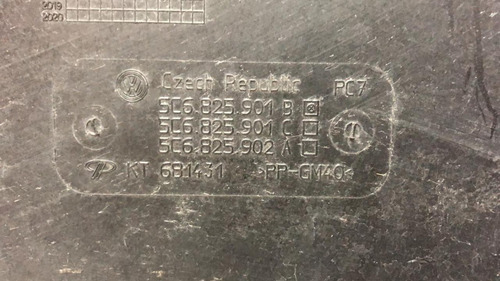 2019
2020
Czech Republic PC7
5C6.825.901 B
5C6.825.901 C
5C6.825.902 A
KT 681431 >PP-GM40<